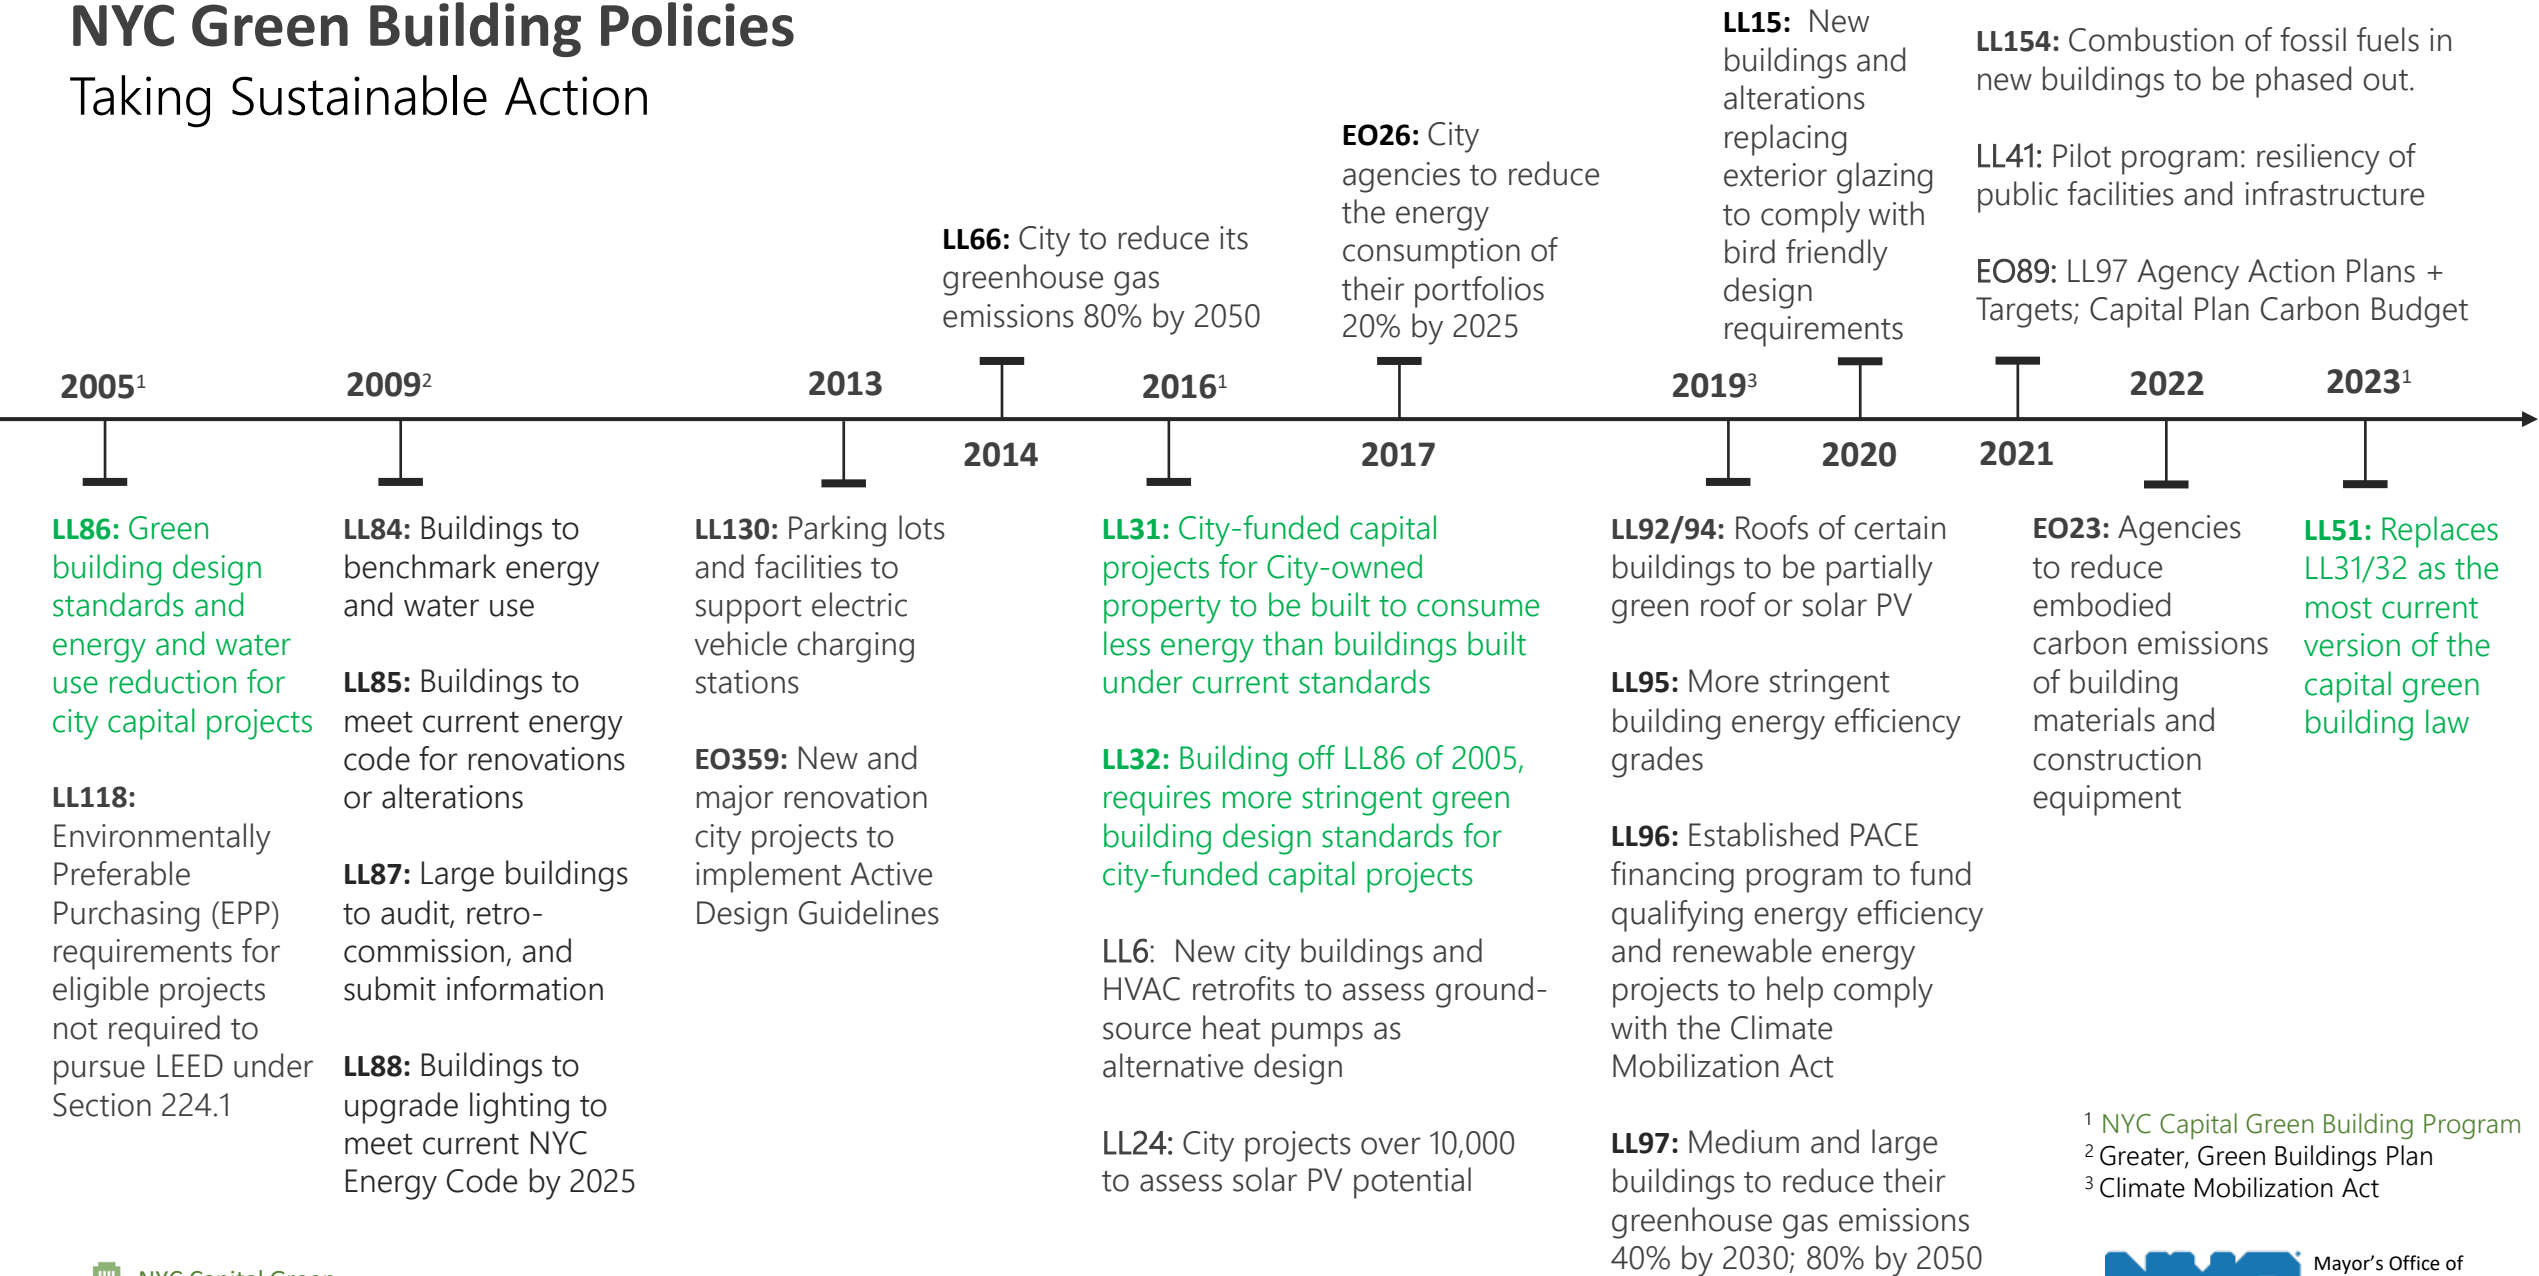 NYC Green Building Policies
Taking Sustainable Action
LL66: City to reduce its
greenhouse gas
emissions 80% by 2050
EO26: City
agencies to reduce
the energy
consumption of
their portfolios
20% by 2025
LL15: New
buildings and
alterations
replacing
exterior glazing
to comply with
bird friendly
design
requirements
LL154: Combustion of fossil fuels in
new buildings to be phased out.
LL41: Pilot program: resiliency of
public facilities and infrastructure
EO89: LL97 Agency Action Plans +
Targets; Capital Plan Carbon Budget
2005¹
2009²
2013
2014
2016¹
2017
2019³
2020
2021
2022
2023¹
LL86: Green
building design
standards and
energy and water
use reduction for
city capital projects
LL118:
Environmentally
Preferable
Purchasing (EPP)
requirements for
eligible projects
not required to
pursue LEED under
Section 224.1
LL84: Buildings to
benchmark energy
and water use
LL85: Buildings to
meet current energy
code for renovations
or alterations
LL87: Large buildings
to audit, retro-
commission, and
submit information
LL88: Buildings to
upgrade lighting to
meet current NYC
Energy Code by 2025
LL130: Parking lots
and facilities to
support electric
vehicle charging
stations
EO359: New and
major renovation
city projects to
implement Active
Design Guidelines
LL31: City-funded capital
projects for City-owned
property to be built to consume
less energy than buildings built
under current standards
LL32: Building off LL86 of 2005,
requires more stringent green
building design standards for
city-funded capital projects
LL6: New city buildings and
HVAC retrofits to assess ground-
source heat pumps as
alternative design
LL24: City projects over 10,000
to assess solar PV potential
LL92/94: Roofs of certain
buildings to be partially
green roof or solar PV
LL95: More stringent
building energy efficiency
grades
LL96: Established PACE
financing program to fund
qualifying energy efficiency
and renewable energy
projects to help comply
with the Climate
Mobilization Act
LL97: Medium and large
buildings to reduce their
greenhouse gas emissions
40% by 2030; 80% by 2050
EO23: Agencies
to reduce
embodied
carbon emissions
of building
materials and
construction
equipment
LL51: Replaces
LL31/32 as the
most current
version of the
capital green
building law
¹ NYC Capital Green Building Program
² Greater, Green Buildings Plan
³ Climate Mobilization Act
NYC Capital Green
Mayor's Office of